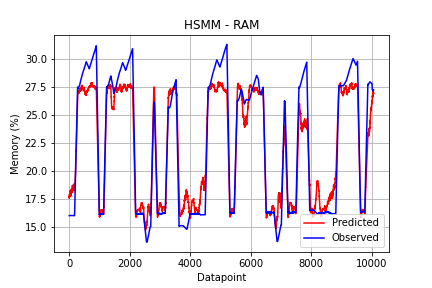 HSMM - RAM
Memory (%)
30.0
27.5
25.0
22.5
20.0
17.5
15.0
0
2000
4000
6000
8000
10000
Datapoint
Predicted
Observed